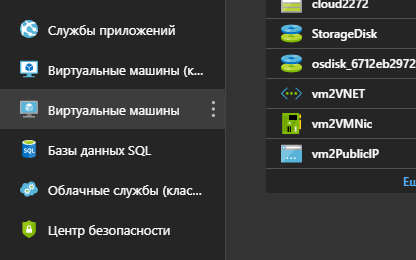 Службы приложений
Виртуальные машины (к...
Виртуальные машины
Базы данных SQL
Облачные службы (клас...
Центр безопасности
cloud2272
StorageDisk
osdisk_6712eb2972
vm2VNET
vm2VMNic
vm2PublicIP
Ещ